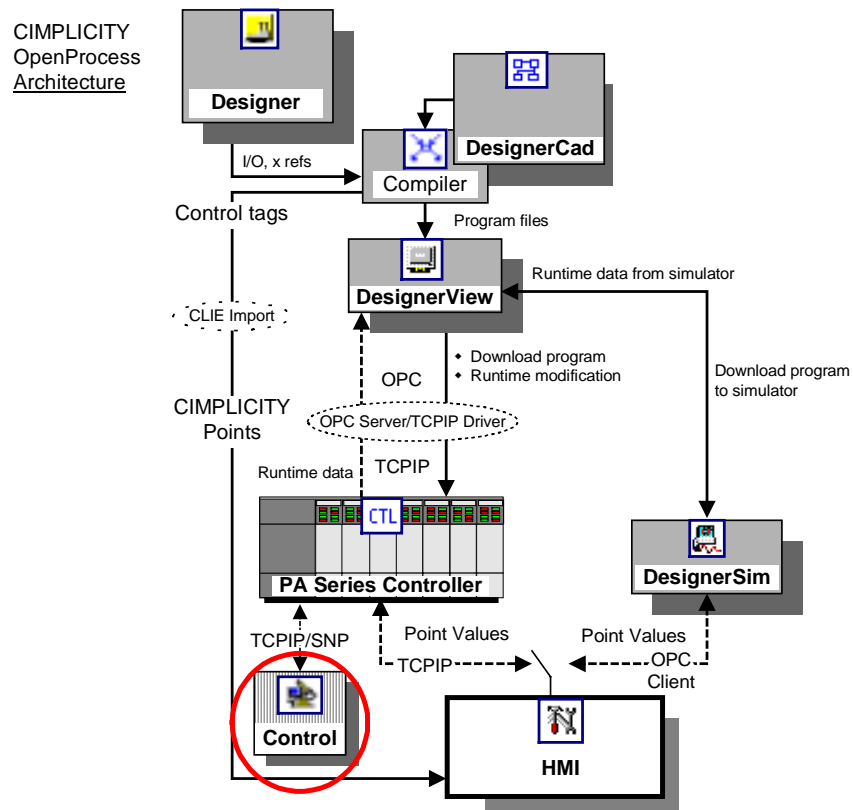 CIMPLICITY
OpenProcess
Architecture
Designer
DesignerCad
I/O, x refs
Compiler
Control tags
Program files
Runtime data from simulator
DesignerView
CLIE Import
Download program
Runtime modification
OPC
Download program
to simulator
CIMPLICITY
Points
OPC Server/TCPIP Driver
TCPIP
Runtime data
CTL
PA Series Controller
DesignerSim
TCPIP/SNP
Point Values
Point Values
TCPIP
OPC
Client
Control
HMI